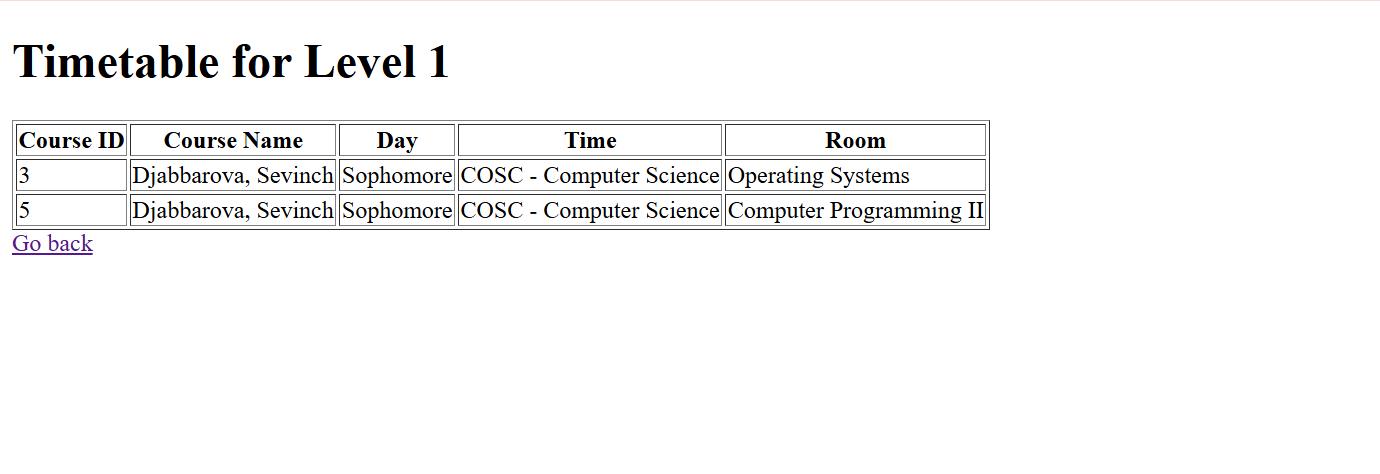 Timetable for Level 1
Course ID Course Name Day Time Room
3 Djabbarova, Sevinch Sophomore COSC - Computer Science Operating Systems
5 Djabbarova, Sevinch Sophomore COSC - Computer Science Computer Programming II
Go back